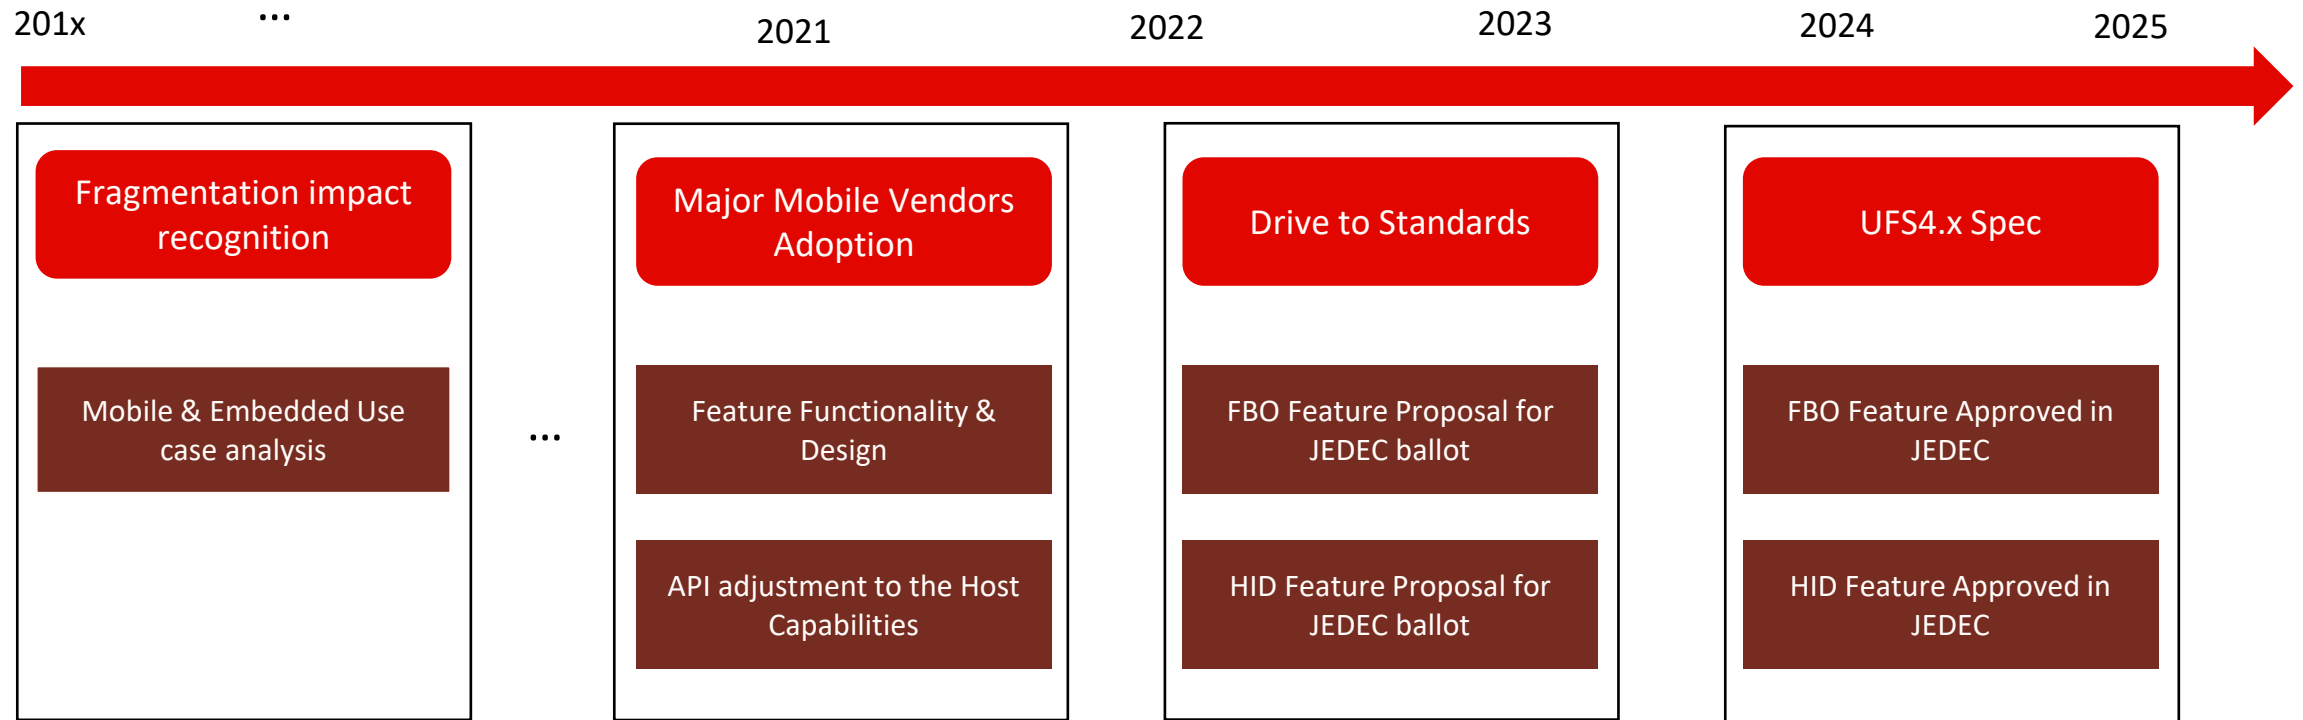 201x ... 2021 2022 2023 2024 2025
Fragmentation impact
recognition
Mobile & Embedded Use
case analysis
...
Major Mobile Vendors
Adoption
Feature Functionality &
Design
API adjustment to the Host
Capabilities
Drive to Standards
FBO Feature Proposal for
JEDEC ballot
HID Feature Proposal for
JEDEC ballot
UFS4.x Spec
FBO Feature Approved in
JEDEC
HID Feature Approved in
JEDEC